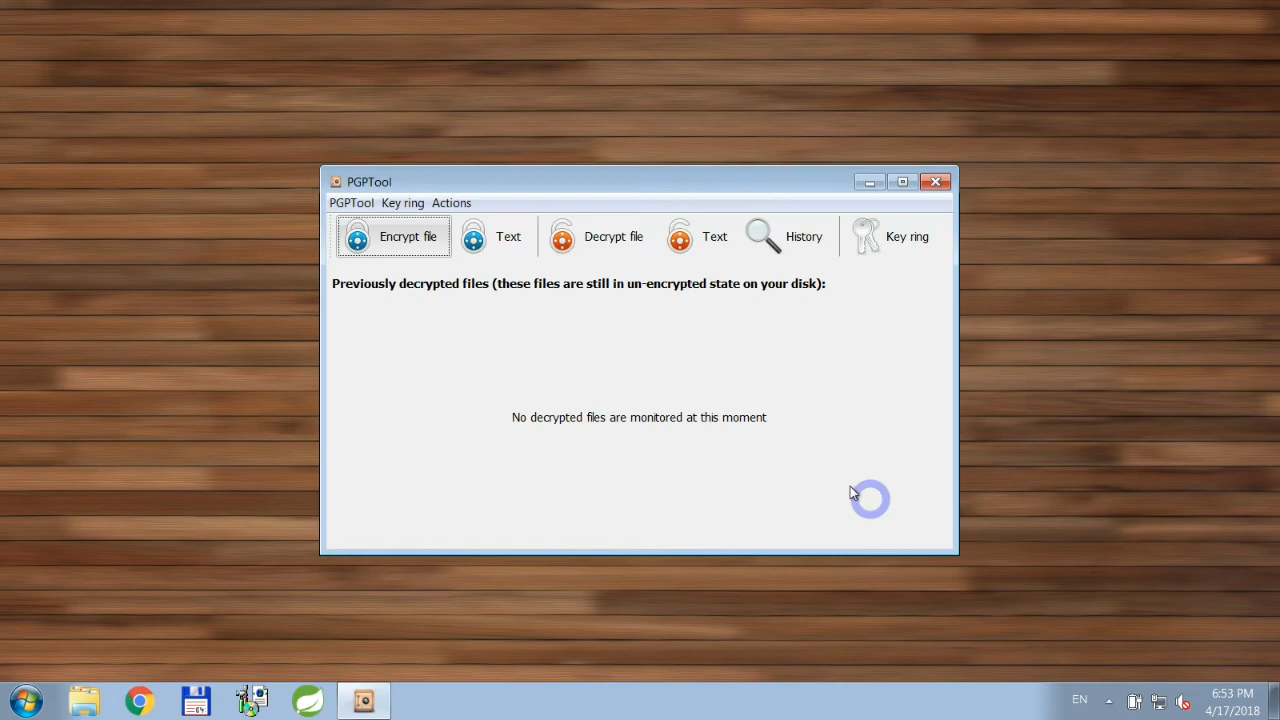 PGPTool
PGPTool Key ring Actions
Encrypt file Text Decrypt file Text History Key ring
Previously decrypted files (these files are still in un-encrypted state on your disk):
No decrypted files are monitored at this moment
64
EN
6:53 PM
4/17/2018